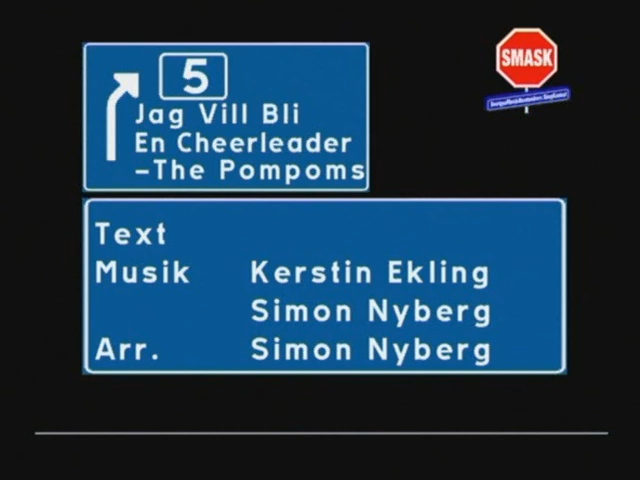 5
Jag Vill Bli
En Cheerleader
-The Pompoms
SMASK
Text
Musik Kerstin Ekling
Simon Nyberg
Arr. Simon Nyberg